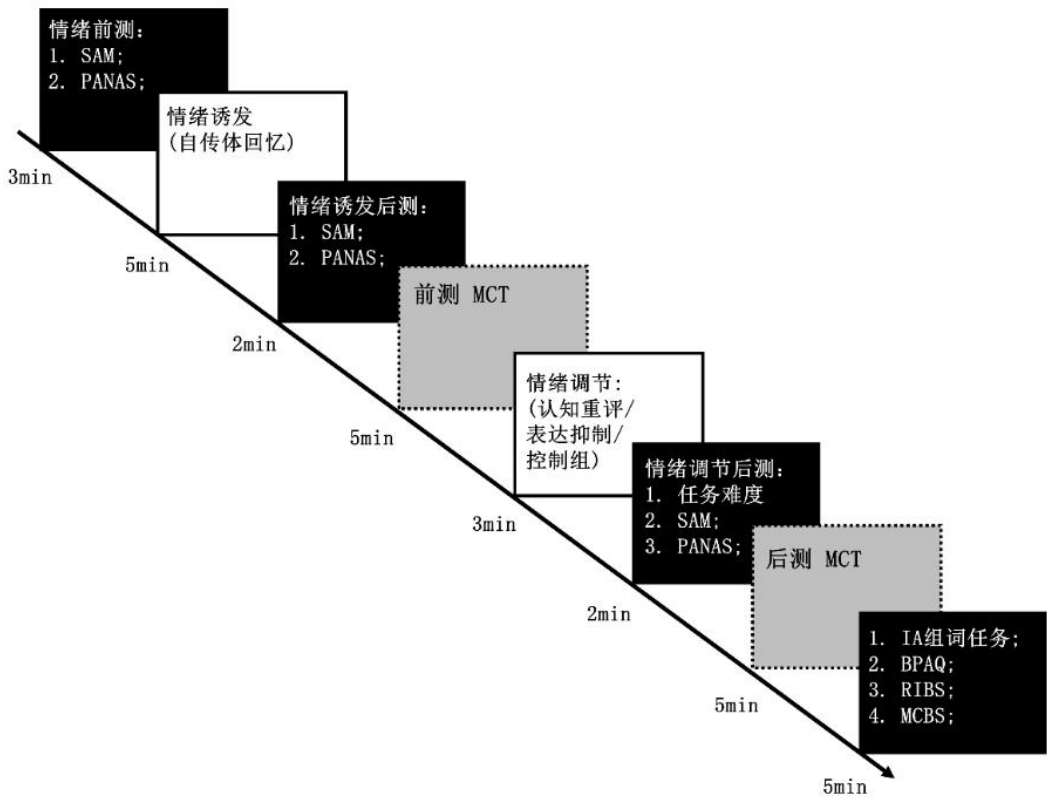 情绪前测：
1. SAM;
2. PANAS;
3min
情绪诱发
(自传体回忆)
5min
情绪诱发后测：
1. SAM;
2. PANAS;
2min
前测 MCT
5min
情绪调节：
(认知重评/
表达抑制/
控制组)
3min
情绪调节后测：
1. 任务难度
2. SAM;
3. PANAS;
2min
后测 MCT
5min
1. IA组词任务;
2. BPAQ;
3. RIBS;
4. MCBS;
5min